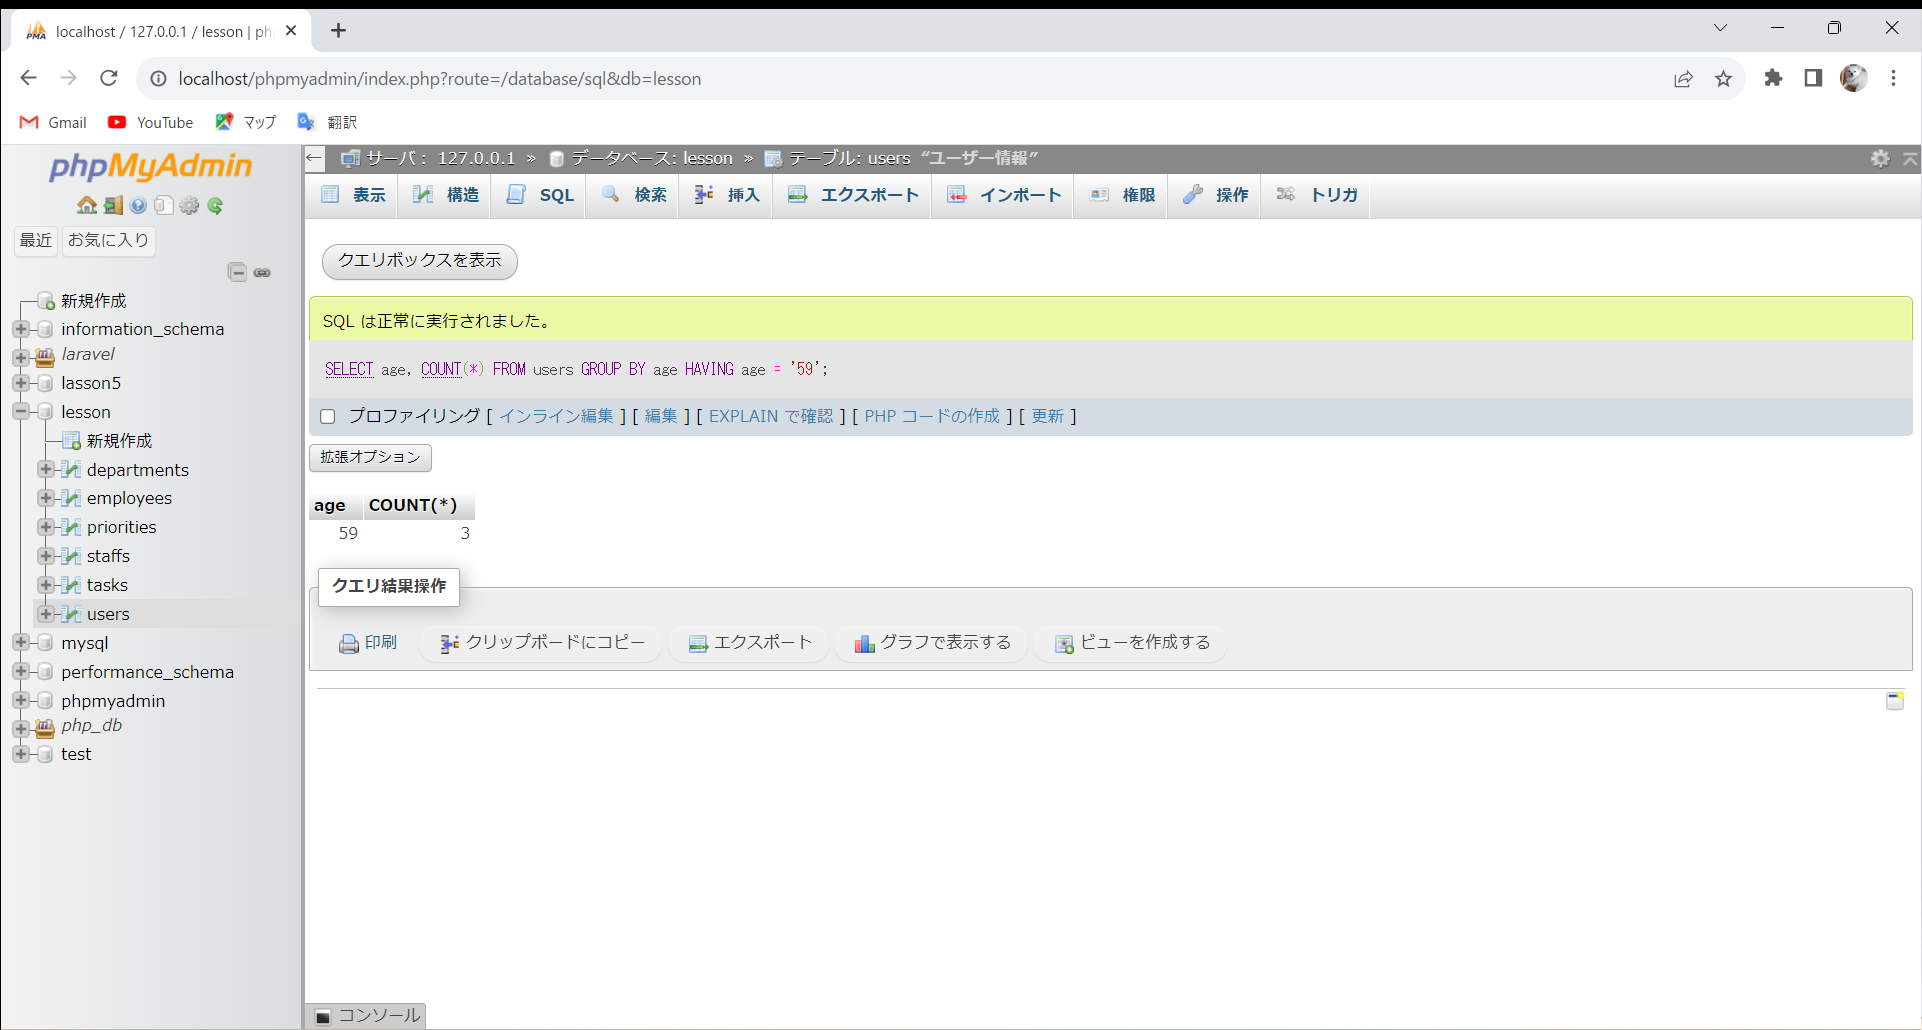 localhost / 127.0.0.1 / lesson | ph
localhost/phpmyadmin/index.php?route=/database/sql&db=lesson
Gmail YouTube マップ 翻訳
phpMyAdmin
最近 お気に入り
新規作成
information_schema
laravel
lasson5
lesson
新規作成
departments
employees
priorities
staffs
tasks
users
mysql
performance_schema
phpmyadmin
php_db
test
サーバ: 127.0.0.1 » データベース: lesson » テーブル: users “ユーザー情報”
表示 構造 SQL 検索 挿入 エクスポート インポート 権限 操作 トリガ
クエリボックスを表示
SQL は正常に実行されました。
SELECT age, COUNT(*) FROM users GROUP BY age HAVING age = '59';
プロファイリング [ インライン編集 ] [ 編集 ] [ EXPLAIN で確認 ] [ PHP コードの作成 ] [ 更新 ]
拡張オプション
age COUNT(*)
59 3
クエリ結果操作
印刷 クリップボードにコピー エクスポート グラフで表示する ビューを作成する
コンソール